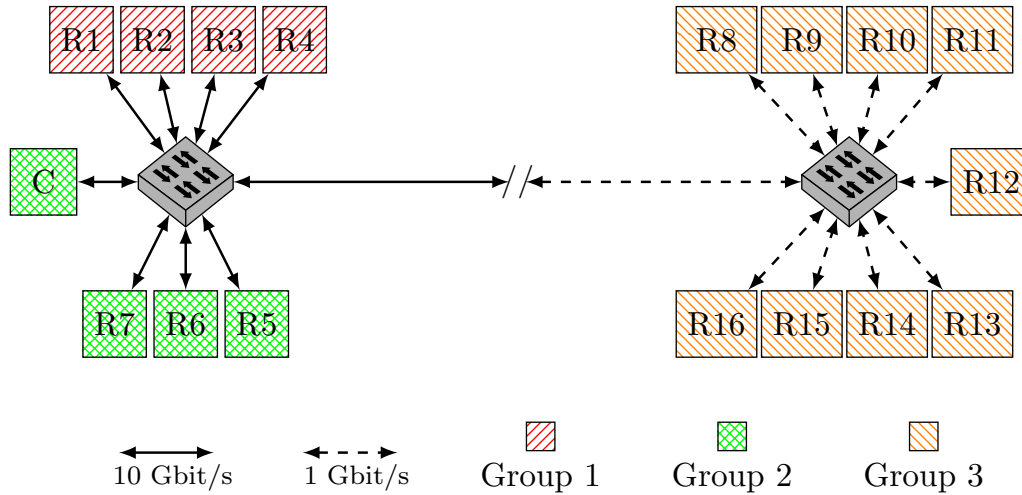 R1 R2 R3 R4 R8 R9 R10 R11
C R12
R7 R6 R5 R16 R15 R14 R13
10 Gbit/s 1 Gbit/s Group 1 Group 2 Group 3